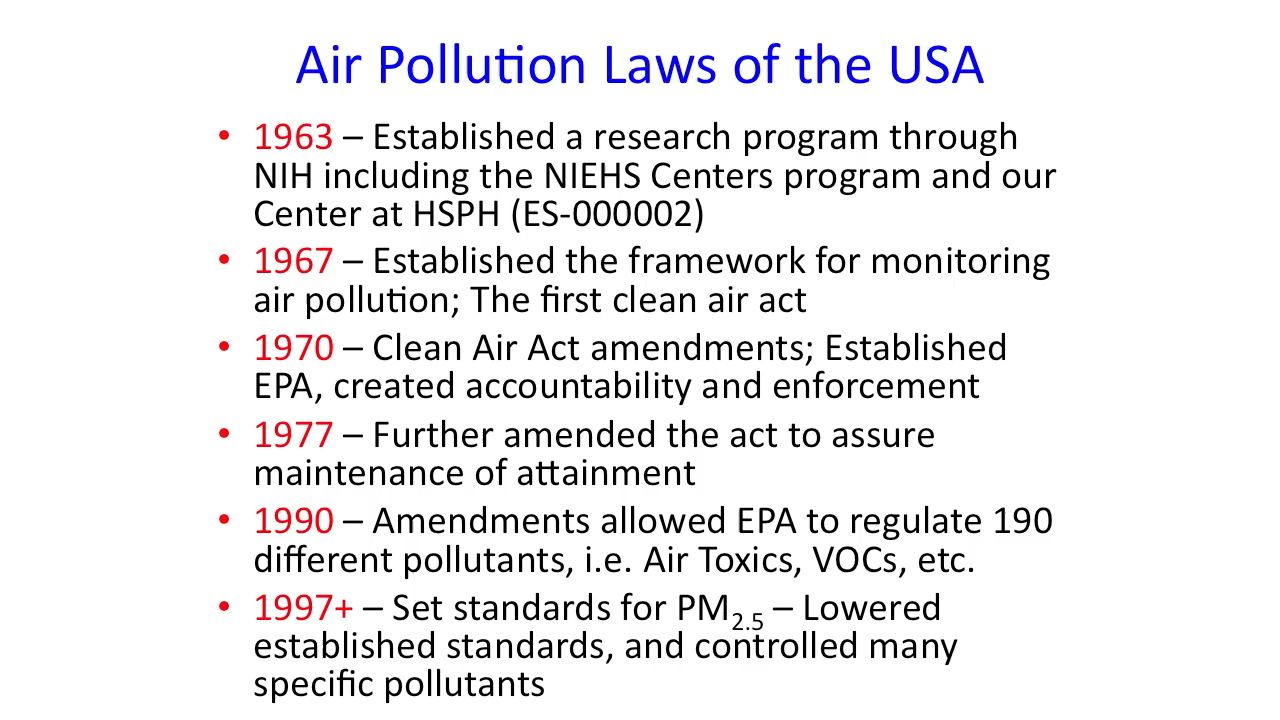 Air Pollution Laws of the USA
• 1963 – Established a research program through
NIH including the NIEHS Centers program and our
Center at HSPH (ES-000002)
• 1967 – Established the framework for monitoring
air pollution; The first clean air act
• 1970 – Clean Air Act amendments; Established
EPA, created accountability and enforcement
• 1977 – Further amended the act to assure
maintenance of attainment
• 1990 – Amendments allowed EPA to regulate 190
different pollutants, i.e. Air Toxics, VOCs, etc.
• 1997+ – Set standards for PM2.5 – Lowered
established standards, and controlled many
specific pollutants